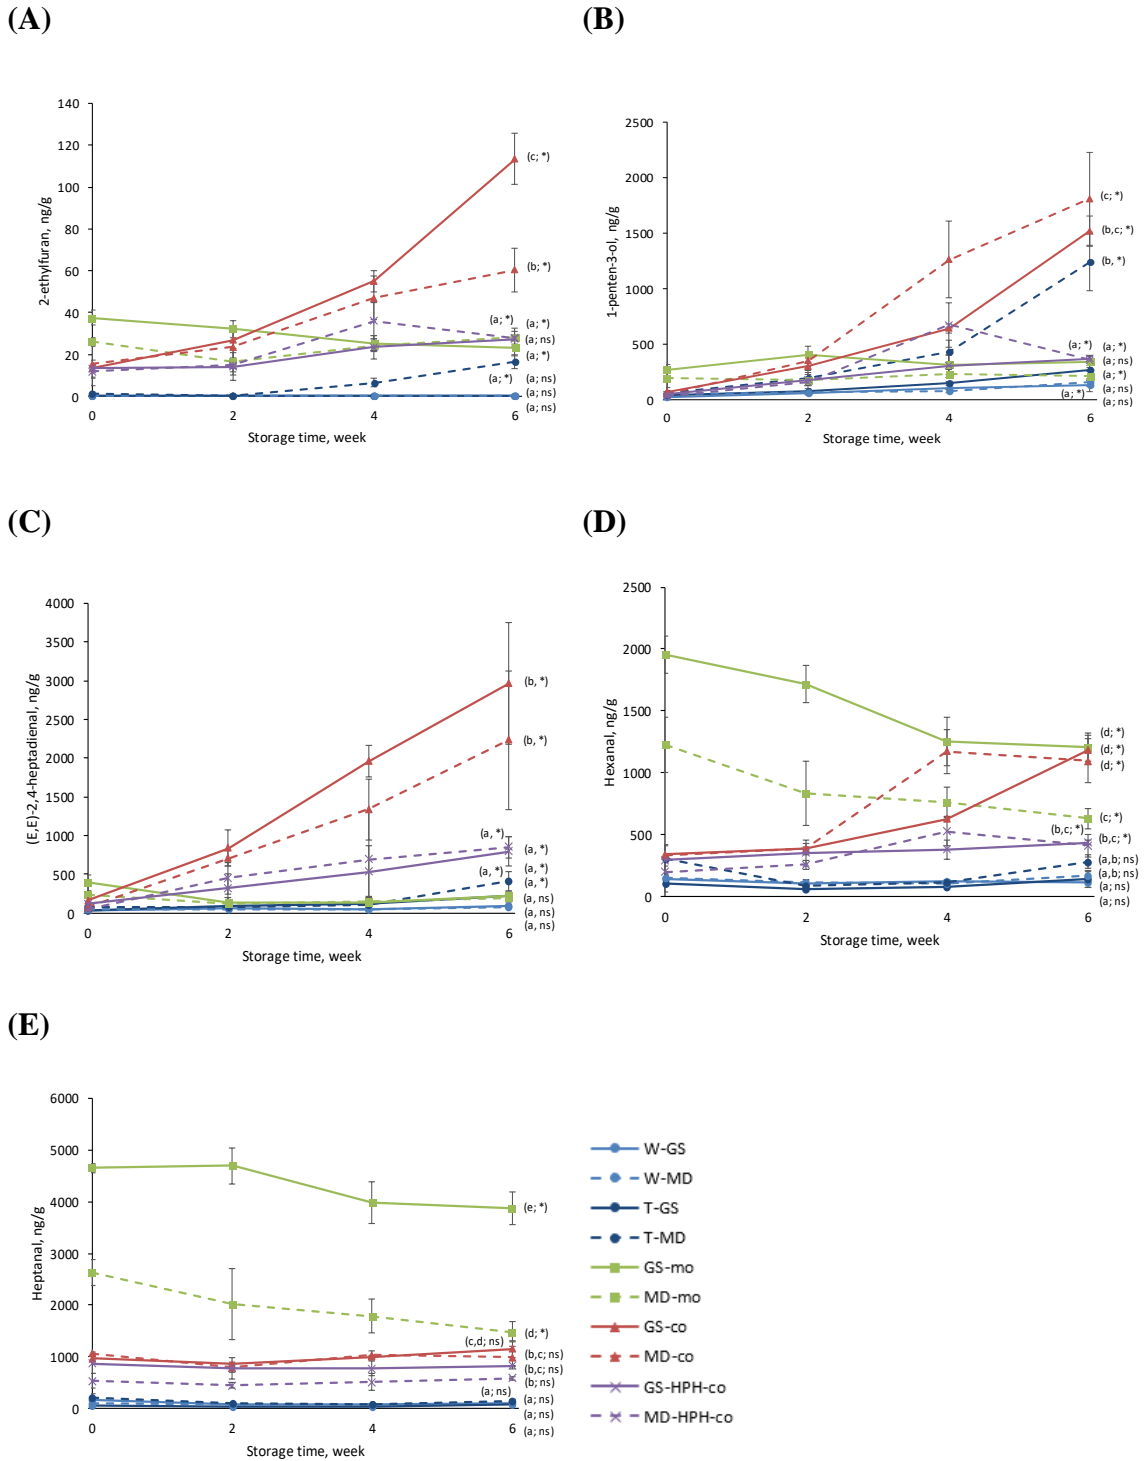 (A)
140
120
100
80
60
40
20
0
2-ethylfuran, ng/g
(c; *)
(b; *)
(a; *)
(a; *)
(a; ns)
(a; *)
(a; *)
(a; ns)
(a; ns)
(a; ns)
0 2 4 6
Storage time, week
(B)
2500
2000
1500
1000
500
0
1-penten-3-ol, ng/g
(c; *)
(b,c; *)
(b, *)
(a; *)
(a; *)
(a; ns)
(a; *)
(a; ns)
(a; *)
(a; ns)
0 2 4 6
Storage time, week
(C)
4000
3500
3000
2500
2000
1500
1000
500
0
(E,E)-2,4-heptadienal, ng/g
(b, *)
(b, *)
(a, *)
(a, *)
(a, *)
(a, *)
(a, *)
(a, ns)
(a, ns)
(a, ns)
0 2 4 6
Storage time, week
(D)
2500
2000
1500
1000
500
0
Hexanal, ng/g
(d; *)
(d; *)
(d; *)
(c; *)
(b,c; *)
(b,c; *)
(a,b; ns)
(a,b; ns)
(a; ns)
(a; ns)
0 2 4 6
Storage time, week
(E)
6000
5000
4000
3000
2000
1000
0
Heptanal, ng/g
(e; *)
(d; *)
(c,d; ns)
(b,c; ns)
(b,c; ns)
(b; ns)
(a; ns)
(a; ns)
(a; ns)
(a; ns)
0 2 4 6
Storage time, week
W-GS
W-MD
T-GS
T-MD
GS-mo
MD-mo
GS-co
MD-co
GS-HPH-co
MD-HPH-co